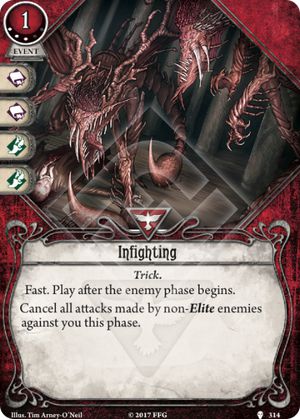 1
EVENT
Infighting
Trick.
Fast. Play after the enemy phase begins.
Cancel all attacks made by non-Elite enemies
against you this phase.
Illus. Tim Arney-O'Neil
© 2017 FFG
314